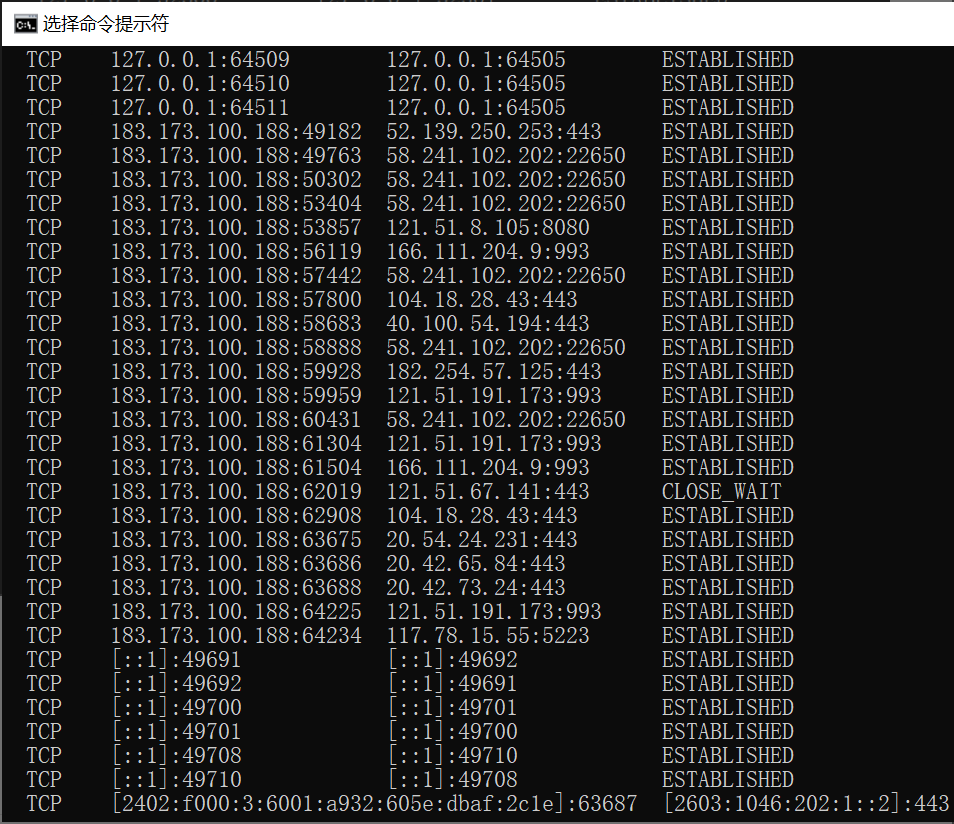 选择命令提示符
TCP 127.0.0.1:64509 127.0.0.1:64505 ESTABLISHED
TCP 127.0.0.1:64510 127.0.0.1:64505 ESTABLISHED
TCP 127.0.0.1:64511 127.0.0.1:64505 ESTABLISHED
TCP 183.173.100.188:49182 52.139.250.253:443 ESTABLISHED
TCP 183.173.100.188:49763 58.241.102.202:22650 ESTABLISHED
TCP 183.173.100.188:50302 58.241.102.202:22650 ESTABLISHED
TCP 183.173.100.188:53404 58.241.102.202:22650 ESTABLISHED
TCP 183.173.100.188:53857 121.51.8.105:8080 ESTABLISHED
TCP 183.173.100.188:56119 166.111.204.9:993 ESTABLISHED
TCP 183.173.100.188:57442 58.241.102.202:22650 ESTABLISHED
TCP 183.173.100.188:57800 104.18.28.43:443 ESTABLISHED
TCP 183.173.100.188:58683 40.100.54.194:443 ESTABLISHED
TCP 183.173.100.188:58888 58.241.102.202:22650 ESTABLISHED
TCP 183.173.100.188:59928 182.254.57.125:443 ESTABLISHED
TCP 183.173.100.188:59959 121.51.191.173:993 ESTABLISHED
TCP 183.173.100.188:60431 58.241.102.202:22650 ESTABLISHED
TCP 183.173.100.188:61304 121.51.191.173:993 ESTABLISHED
TCP 183.173.100.188:61504 166.111.204.9:993 ESTABLISHED
TCP 183.173.100.188:62019 121.51.67.141:443 CLOSE_WAIT
TCP 183.173.100.188:62908 104.18.28.43:443 ESTABLISHED
TCP 183.173.100.188:63675 20.54.24.231:443 ESTABLISHED
TCP 183.173.100.188:63686 20.42.65.84:443 ESTABLISHED
TCP 183.173.100.188:63688 20.42.73.24:443 ESTABLISHED
TCP 183.173.100.188:64225 121.51.191.173:993 ESTABLISHED
TCP 183.173.100.188:64234 117.78.15.55:5223 ESTABLISHED
TCP [::1]:49691 [::1]:49692 ESTABLISHED
TCP [::1]:49692 [::1]:49691 ESTABLISHED
TCP [::1]:49700 [::1]:49701 ESTABLISHED
TCP [::1]:49701 [::1]:49700 ESTABLISHED
TCP [::1]:49708 [::1]:49710 ESTABLISHED
TCP [::1]:49710 [::1]:49708 ESTABLISHED
TCP [2402:f000:3:6001:a932:605e:dbaf:2c1e]:63687 [2603:1046:202:1::2]:443